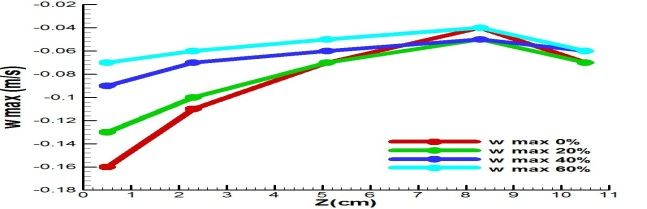 -0.02
-0.04
-0.06
-0.08
-0.1
-0.12
-0.14
-0.16
-0.18
w max (m/s)
0 1 2 3 4 5 6 7 8 9 10 11
Z(cm)
w max 0%
w max 20%
w max 40%
w max 60%